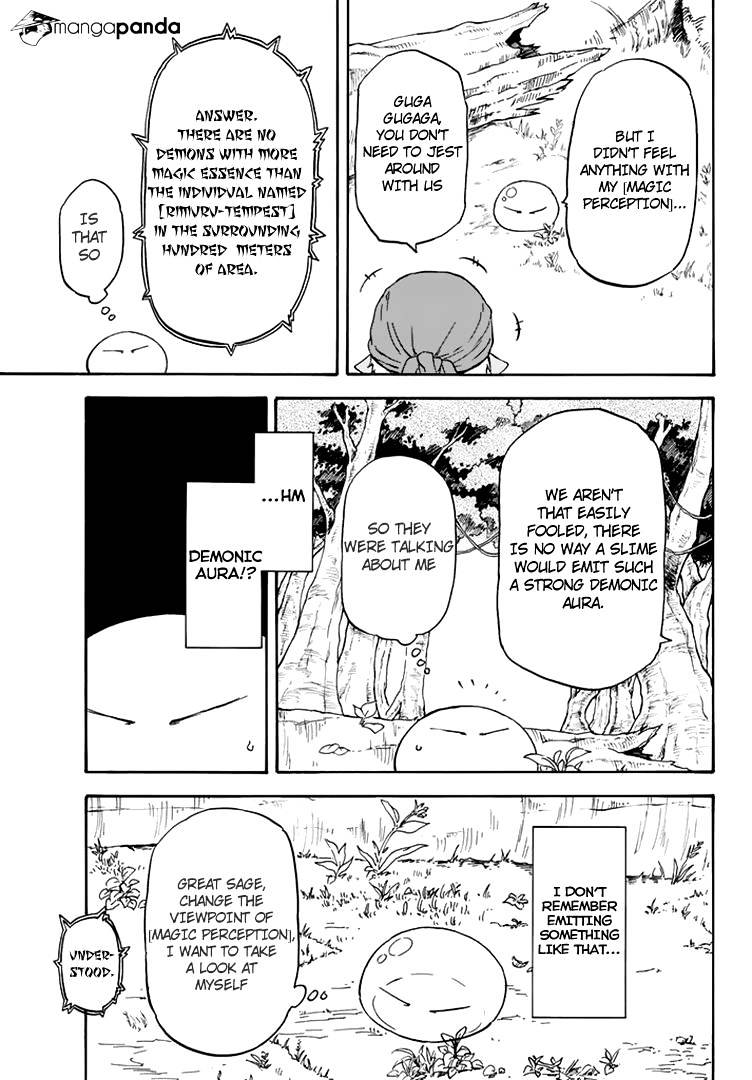 mangapanda
BUT I
DIDN'T FEEL
ANYTHING WITH
MY [MAGIC
PERCEPTION]...
GUGA
GUGAGA,
YOU DON'T
NEED TO JEST
AROUND
WITH US
ANSWER.
THERE ARE NO
DEMONS WITH MORE
MAGIC ESSENCE THAN
THE INDIVIDUAL NAMED
[RIMURU-TEMPEST]
IN THE SURROUNDING
HUNDRED METERS
OF AREA.
IS
THAT
SO
WE AREN'T
THAT EASILY
FOOLED, THERE
IS NO WAY A SLIME
WOULD EMIT SUCH
A STRONG DEMONIC
AURA.
SO THEY
WERE TALKING
ABOUT ME
...HM
DEMONIC
AURA!?
I DON'T
REMEMBER
EMITTING
SOMETHING
LIKE THAT...
GREAT SAGE,
CHANGE THE
VIEWPOINT OF
[MAGIC PERCEPTION],
I WANT TO TAKE
A LOOK AT
MYSELF
UNDER-
STOOD.